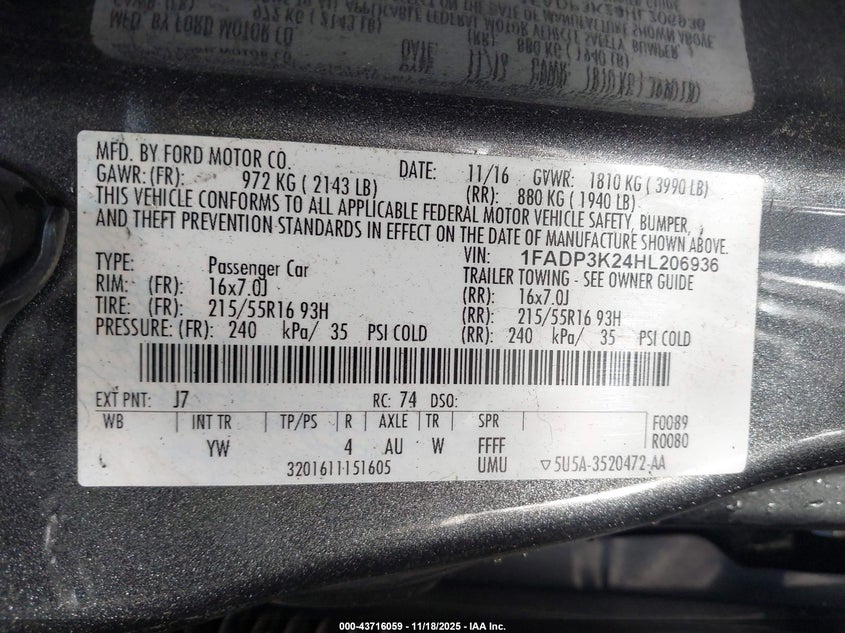 MFD. BY FORD MOTOR CO. DATE: 11/16 GVWR: 1810 KG ( 3990 LB)
GAWR: (FR): 972 KG ( 2143 LB) (RR): 880 KG ( 1940 LB)
THIS VEHICLE CONFORMS TO ALL APPLICABLE FEDERAL MOTOR VEHICLE SAFETY, BUMPER,
AND THEFT PREVENTION STANDARDS IN EFFECT ON THE DATE OF MANUFACTURE SHOWN ABOVE.
VIN: 1FADP3K24HL206936
TYPE: Passenger Car TRAILER TOWING - SEE OWNER GUIDE
RIM: (FR): 16x7.0J (RR): 16x7.0J
TIRE: (FR): 215/55R16 93H (RR): 215/55R16 93H
PRESSURE: (FR): 240 kPa/ 35 PSI COLD (RR): 240 kPa/ 35 PSI COLD
EXT PNT: J7 RC: 74 DSO:
WB INT TR TP/PS R AXLE TR SPR F0089
YW 4 AU W FFFF R0080
3201611151605 UMU ▽5U5A-3520472-AA
000-43716059 - 11/18/2025 - IAA Inc.